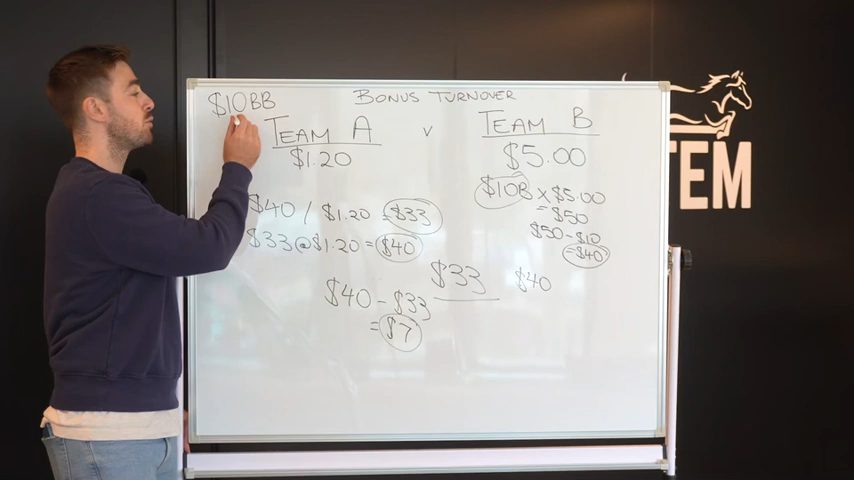 $10BB
BONUS TURNOVER
TEAM A v TEAM B
$1.20
$5.00
$10B x $5.00
= $50
$50 - $10
= $40
$40 / $1.20 = $33
$33 @ $1.20 = $40
$33
$40
$40 - $33
= $7
TEM